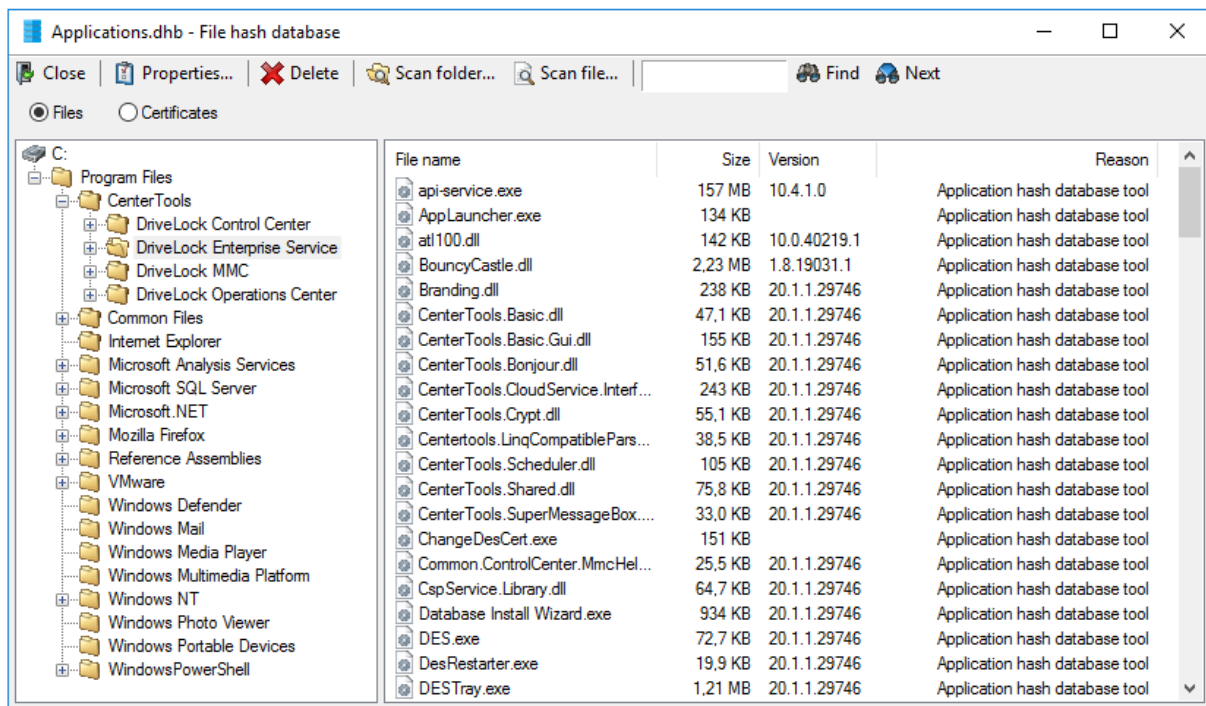 Applications.dhb - File hash database
Close Properties... Delete Scan folder... Scan file... Find Next
Files Certificates
C:
Program Files
CenterTools
DriveLock Control Center
DriveLock Enterprise Service
DriveLock MMC
DriveLock Operations Center
Common Files
Internet Explorer
Microsoft Analysis Services
Microsoft SQL Server
Microsoft.NET
Mozilla Firefox
Reference Assemblies
VMware
Windows Defender
Windows Mail
Windows Media Player
Windows Multimedia Platform
Windows NT
Windows Photo Viewer
Windows Portable Devices
WindowsPowerShell
File name Size Version Reason
api-service.exe 157 MB 10.4.1.0 Application hash database tool
AppLauncher.exe 134 KB Application hash database tool
atl100.dll 142 KB 10.0.40219.1 Application hash database tool
BouncyCastle.dll 2,23 MB 1.8.19031.1 Application hash database tool
Branding.dll 238 KB 20.1.1.29746 Application hash database tool
CenterTools.Basic.dll 47,1 KB 20.1.1.29746 Application hash database tool
CenterTools.Basic.Gui.dll 155 KB 20.1.1.29746 Application hash database tool
CenterTools.Bonjour.dll 51,6 KB 20.1.1.29746 Application hash database tool
CenterTools.CloudService.Interf... 243 KB 20.1.1.29746 Application hash database tool
CenterTools.Crypt.dll 55,1 KB 20.1.1.29746 Application hash database tool
Centertools.LinqCompatiblePars... 38,5 KB 20.1.1.29746 Application hash database tool
CenterTools.Scheduler.dll 105 KB 20.1.1.29746 Application hash database tool
CenterTools.Shared.dll 75,8 KB 20.1.1.29746 Application hash database tool
CenterTools.SuperMessageBox.... 33,0 KB 20.1.1.29746 Application hash database tool
ChangeDesCert.exe 151 KB Application hash database tool
Common.ControlCenter.MmcHel... 25,5 KB 20.1.1.29746 Application hash database tool
CspService.Library.dll 64,7 KB 20.1.1.29746 Application hash database tool
Database Install Wizard.exe 934 KB 20.1.1.29746 Application hash database tool
DES.exe 72,7 KB 20.1.1.29746 Application hash database tool
DesRestarter.exe 19,9 KB 20.1.1.29746 Application hash database tool
DESTray.exe 1,21 MB 20.1.1.29746 Application hash database tool